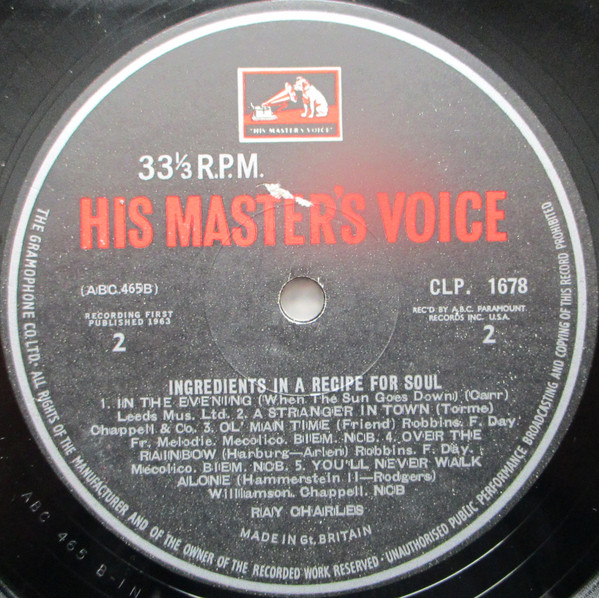 "HIS MASTER'S VOICE"
33⅓ R.P.M.
HIS MASTER'S VOICE
(ABC.465B)
CLP. 1678
RECORDING FIRST
PUBLISHED 1963
REC'D BY A.B.C. PARAMOUNT
RECORDS INC. U.S.A.
2
2
INGREDIENTS IN A RECIPE FOR SOUL
1. IN THE EVENING (When The Sun Goes Down) (Carr)
Leeds Mus. Ltd. 2. A STRANGER IN TOWN (Torme)
Chappell & Co. 3. OL' MAN TIME (Friend) Robbins. F. Day.
Fr. Melodie. Mecolico. BIEM. NCB. 4. OVER THE
RAINBOW (Harburg—Arlen) Robbins. F. Day.
Mecolico. BIEM. NCB. 5. YOU'LL NEVER WALK
ALONE (Hammerstein II—Rodgers)
Williamson. Chappell. NCB
RAY CHARLES
MADE IN Gt. BRITAIN
THE GRAMOPHONE CO. LTD. · ALL RIGHTS OF THE MANUFACTURER AND OF THE OWNER OF THE RECORDED WORK RESERVED · UNAUTHORISED PUBLIC PERFORMANCE BROADCASTING AND COPYING OF THIS RECORD PROHIBITED
ABC 465 B-1N